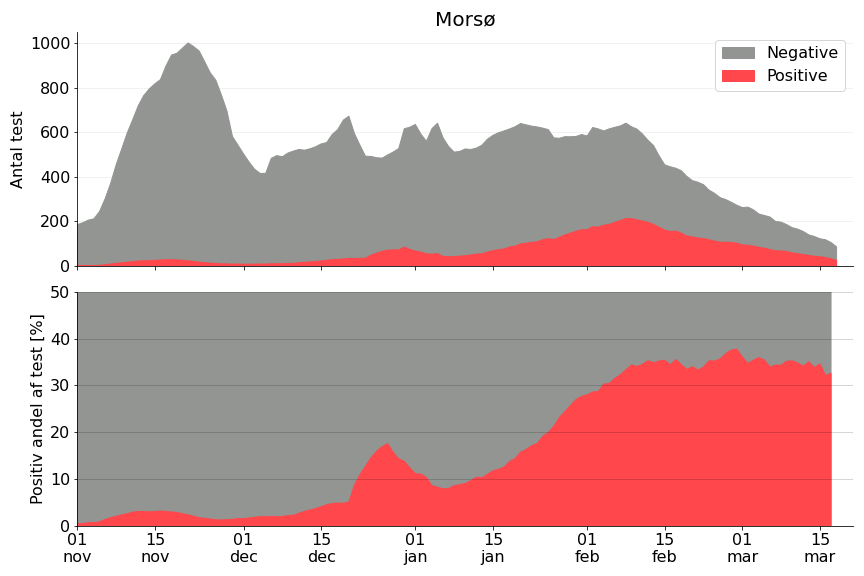 Morsø
Antal test
1000
800
600
400
200
0
Negative
Positive
Positiv andel af test [%]
50
40
30
20
10
0
01 15 01 15 01 15 01 15 01 15
nov nov dec dec jan jan feb feb mar mar